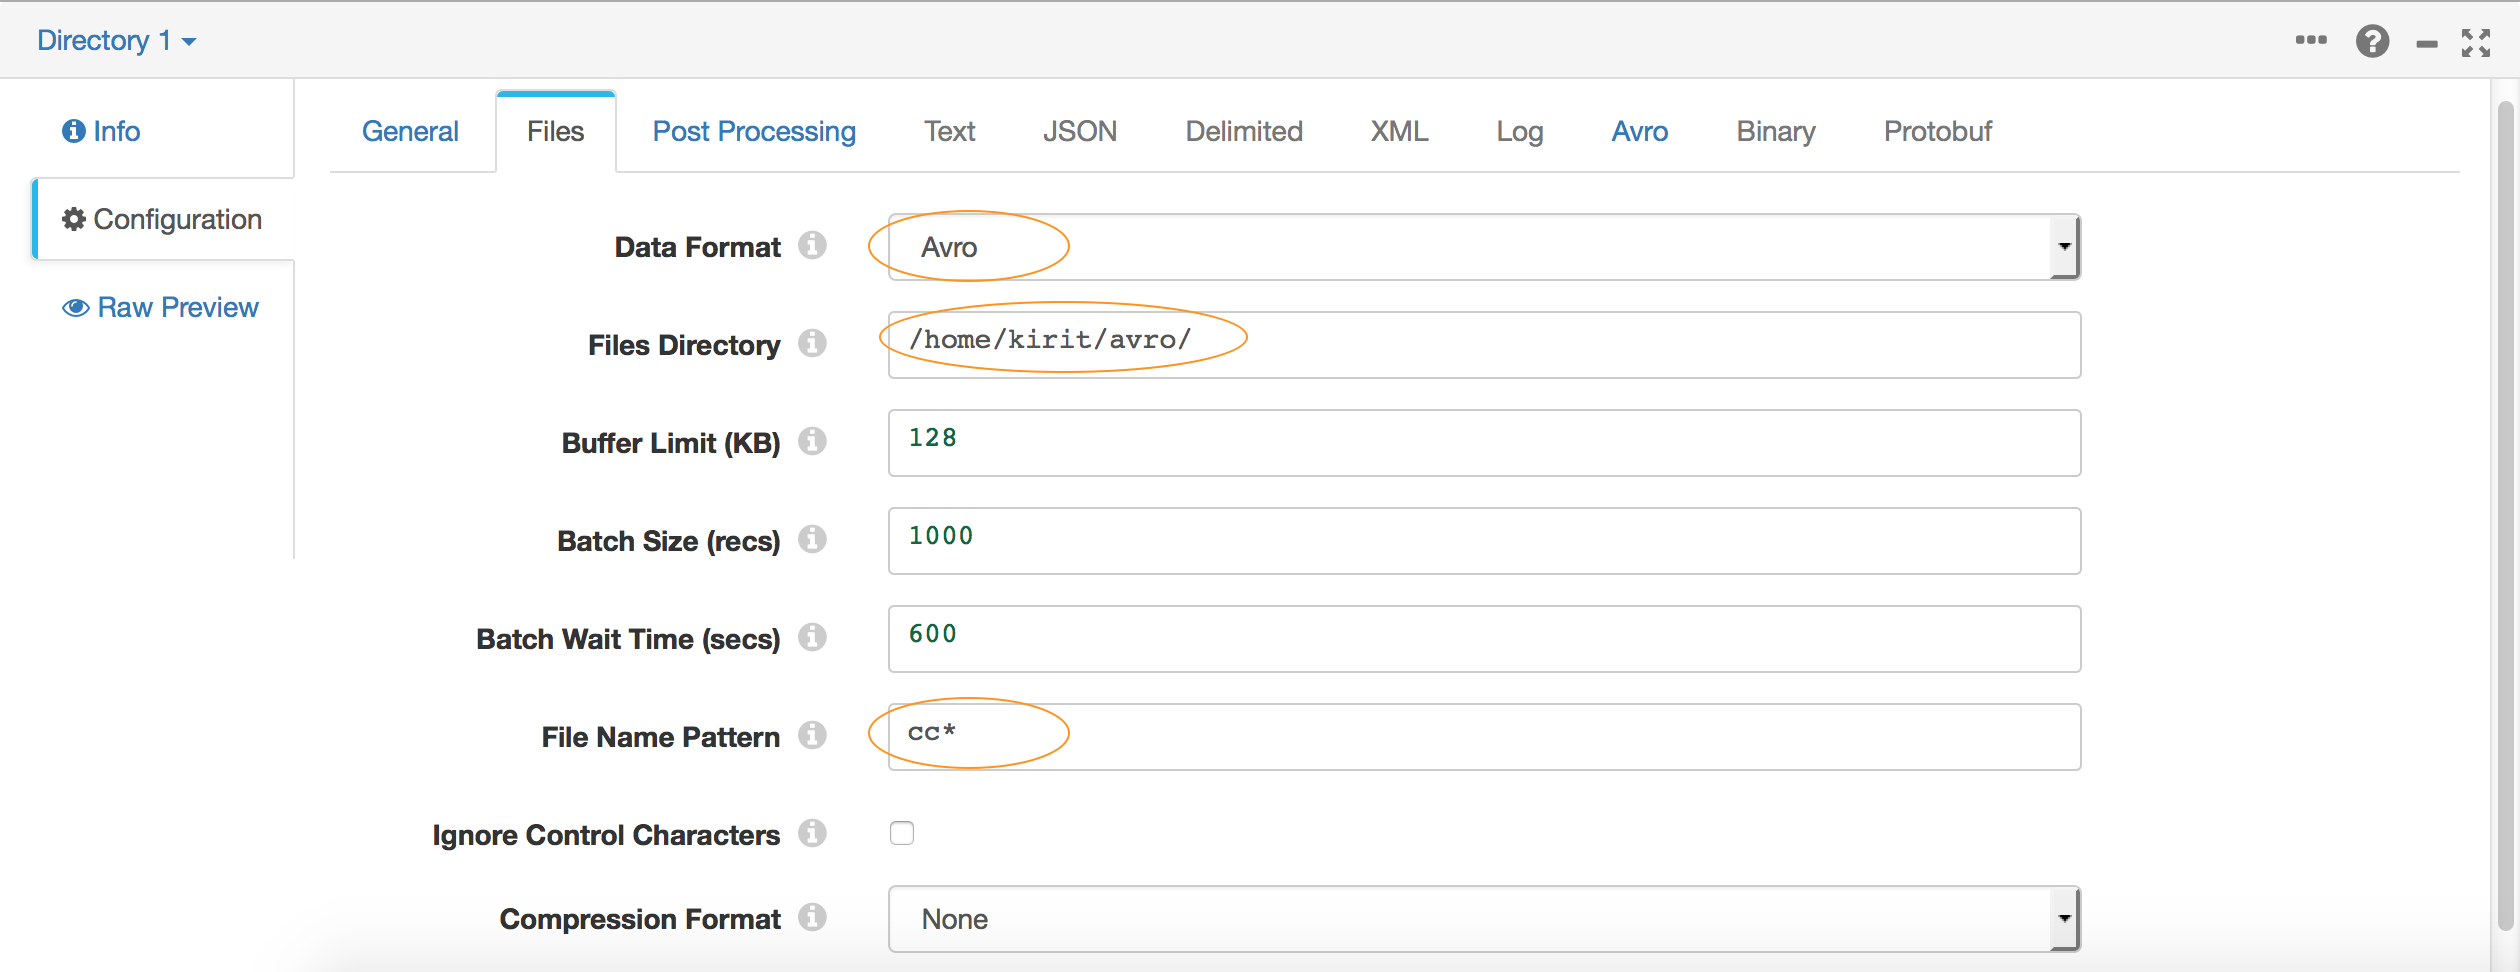 Directory 1
Info
Configuration
Raw Preview
General Files Post Processing Text JSON Delimited XML Log Avro Binary Protobuf
Data Format Avro
Files Directory /home/kirit/avro/
Buffer Limit (KB) 128
Batch Size (recs) 1000
Batch Wait Time (secs) 600
File Name Pattern cc*
Ignore Control Characters
Compression Format None